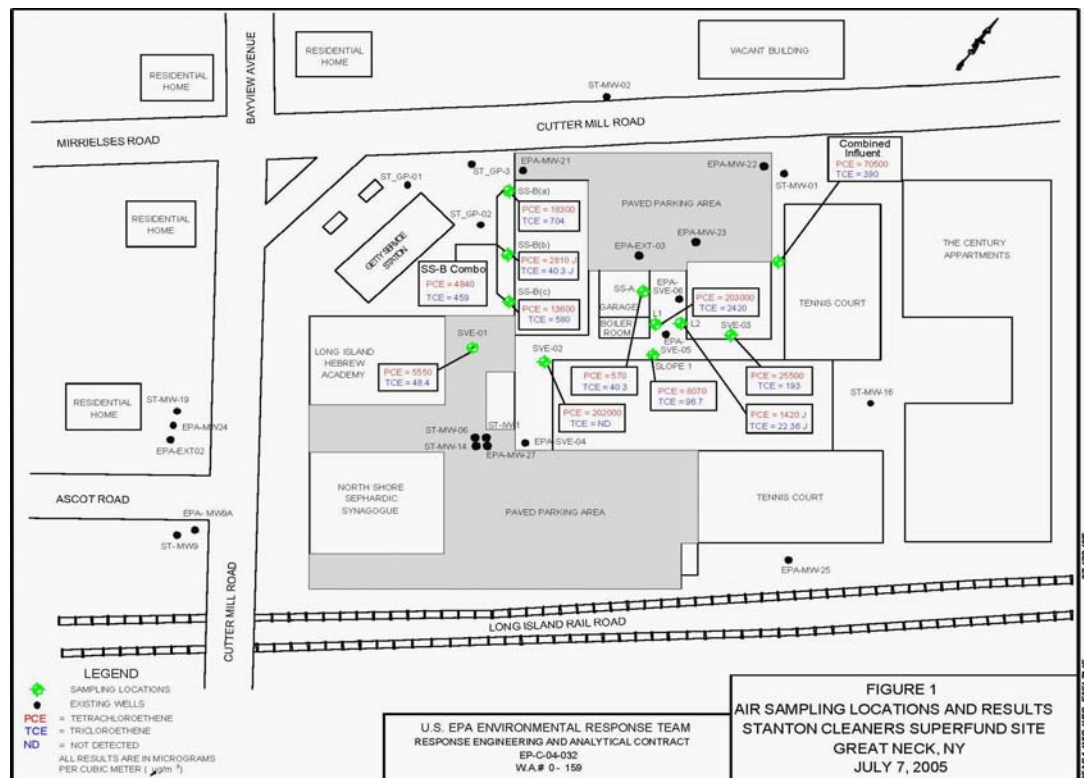 RESIDENTIAL
HOME
BAYVIEW AVENUE
RESIDENTIAL
HOME
VACANT BUILDING
ST-MW-02
CUTTER MILL ROAD
MIRRIELSES ROAD
Combined
Influent
PCE = 70500
TCE = 390
ST_GP-3
EPA-MW-21
EPA-MW-22
ST-MW-01
ST_GP-01
SS-B(a)
PCE = 18300
TCE = 704
PAVED PARKING AREA
RESIDENTIAL
HOME
ST_GP-02
GETTY SERVICE
STATION
SS-B(b)
PCE = 2810 J
TCE = 40.3 J
EPA-MW-23
EPA-EXT-03
THE CENTURY
APPARTMENTS
SS-B Combo
PCE = 4840
TCE = 459
SS-B(c)
PCE = 13600
TCE = 580
SS-A
EPA-
SVE-06
GARAGE
PCE = 203000
TCE = 2420
TENNIS COURT
BOILER
ROOM
L1
L2
SVE-03
EPA-
SVE-05
SVE-01
LONG ISLAND
HEBREW
ACADEMY
SVE-02
SLOPE 1
PCE = 5550
TCE = 48.4
PCE = 570
TCE = 40.3
PCE = 8070
TCE = 96.7
PCE = 25500
TCE = 193
RESIDENTIAL
HOME
PCE = 202000
TCE = ND
PCE = 1420 J
TCE = 22.36 J
ST-MW-16
ST-MW-19
EPA-MW24
EPA-EXT02
ST-MW-06
ST-IW-1
ST-MW-14
EPA-MW-27
EPA-SVE-04
ASCOT ROAD
NORTH SHORE
SEPHARDIC
SYNAGOGUE
PAVED PARKING AREA
TENNIS COURT
EPA- MW9A
ST- MW9
EPA-MW-25
CUTTER MILL ROAD
LONG ISLAND RAIL ROAD
LEGEND
SAMPLING LOCATIONS
EXISTING WELLS
PCE = TETRACHLOROETHENE
TCE = TRICLOROETHENE
ND = NOT DETECTED
ALL RESULTS ARE IN MICROGRAMS
PER CUBIC METER ( µg/m ³)
U.S. EPA ENVIRONMENTAL RESPONSE TEAM
RESPONSE ENGINEERING AND ANALYTICAL CONTRACT
EP-C-04-032
W.A.# 0 - 159
FIGURE 1
AIR SAMPLING LOCATIONS AND RESULTS
STANTON CLEANERS SUPERFUND SITE
GREAT NECK, NY
JULY 7, 2005